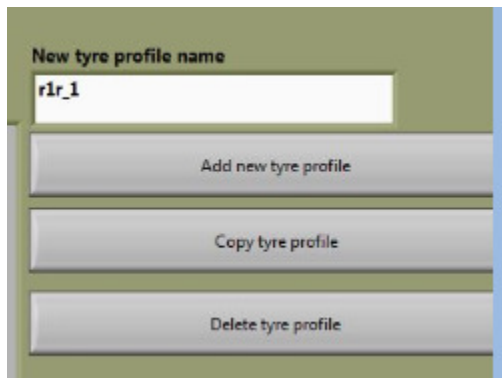 New tyre profile name
r1r_1
Add new tyre profile
Copy tyre profile
Delete tyre profile